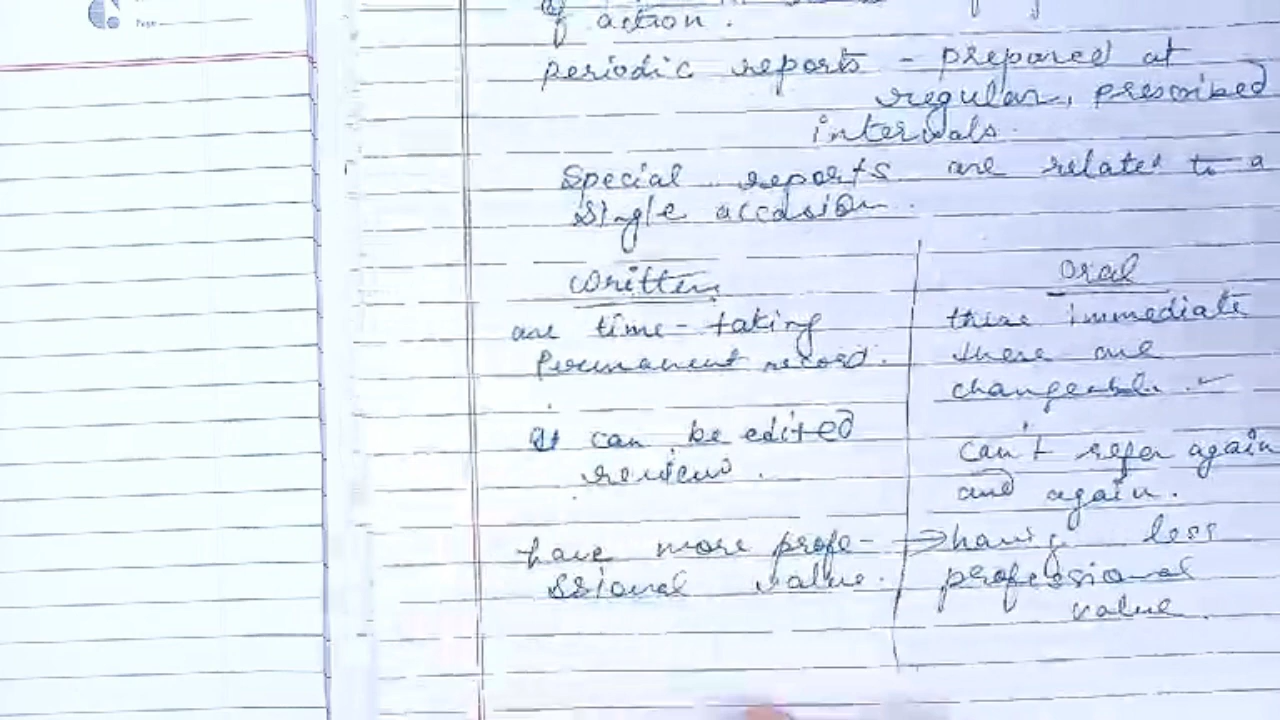 Page
of action.
periodic reports - prepared at
regular, prescribed
intervals.
Special reports are related to a
single occasion.
written
are time-taking
Permanent record.
It can be edited
review.
have more profe-
ssional value.
oral
these immediate
these are
changeable.
can't refer again
and again.
→ having less
professional
value.